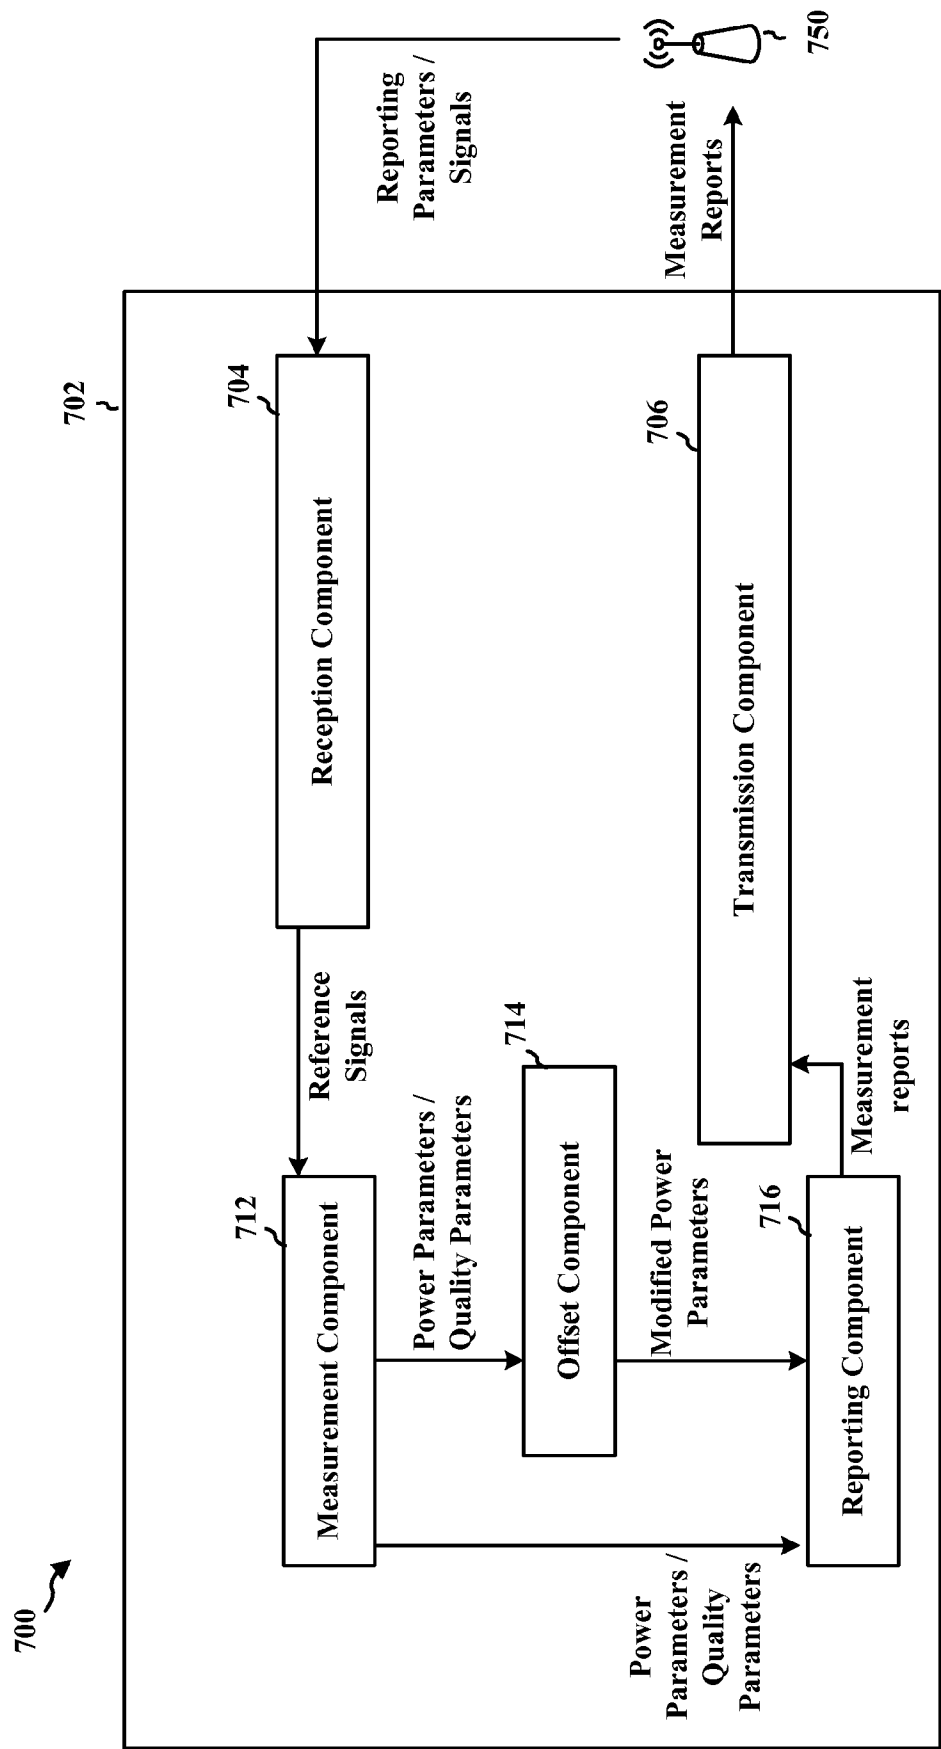 700
702
704
Reception Component
Reporting
Parameters /
Signals
750
Reference
Signals
712
Measurement Component
Power Parameters /
Quality Parameters
714
Offset Component
Modified Power
Parameters
Power
Parameters /
Quality
Parameters
716
Reporting Component
Measurement
reports
706
Transmission Component
Measurement
Reports